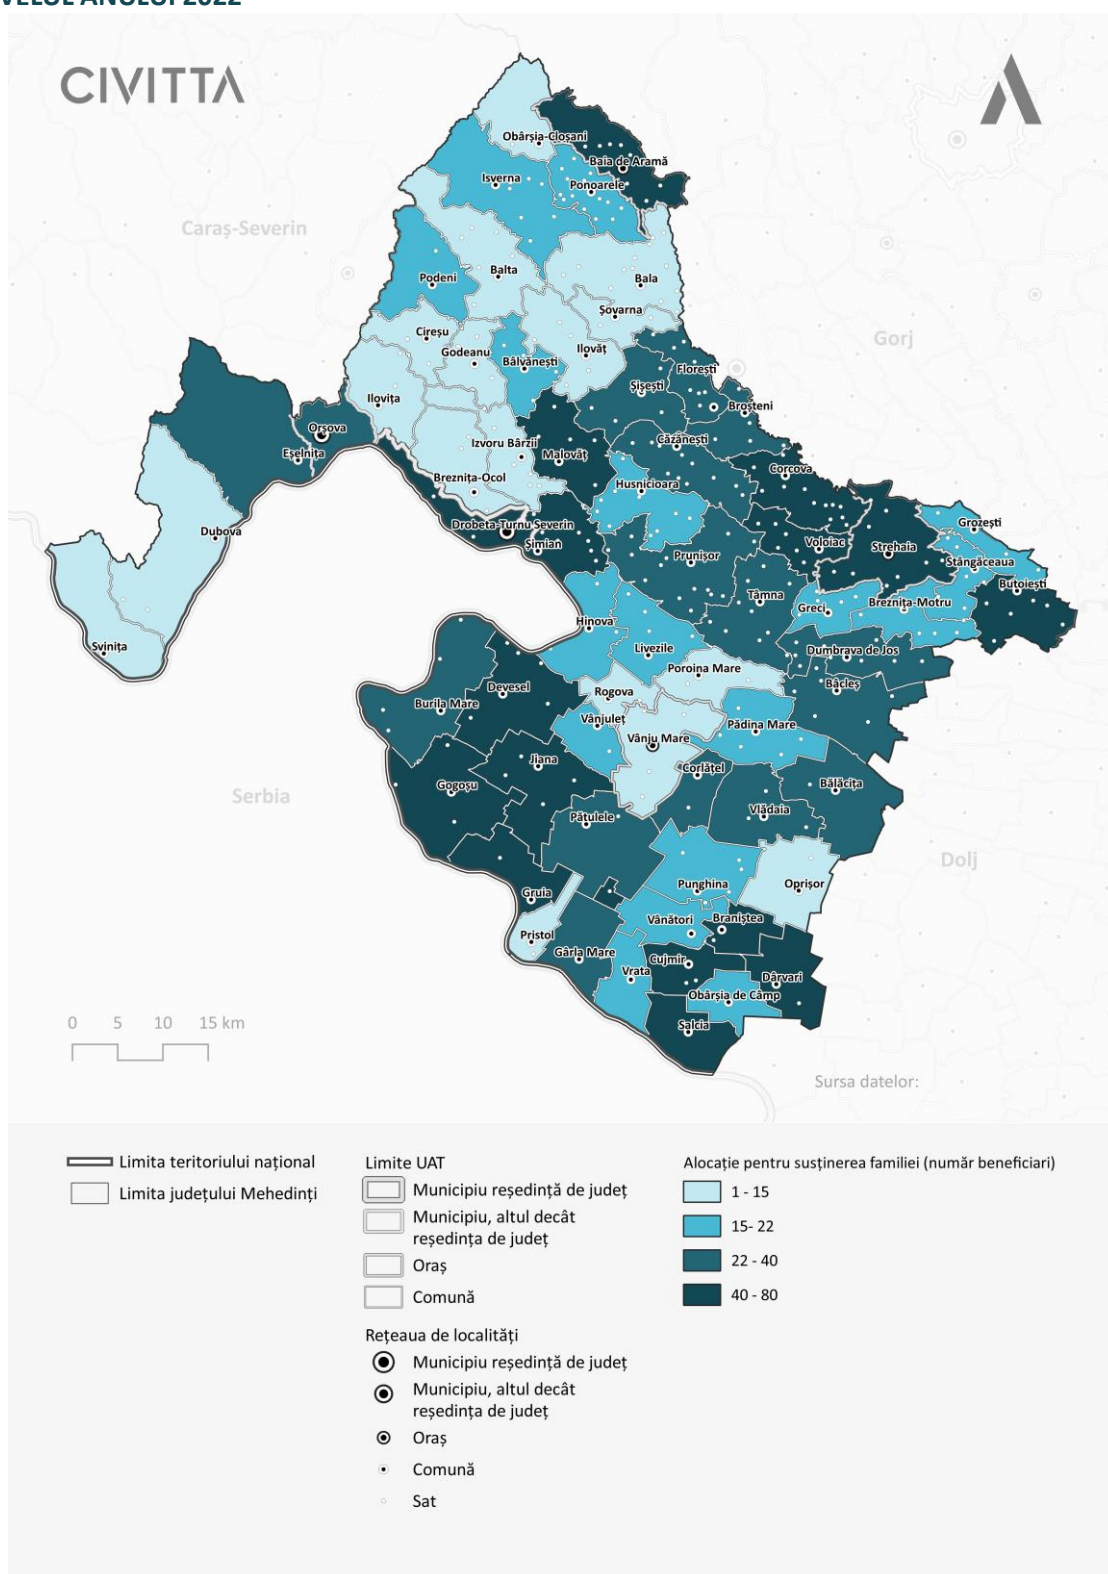 VELUL ANULUI 2022
CIVITTA
Obârșia-Cloșani
Baia de Aramă
Isverna
Ponoarele
Caraș-Severin
Podeni
Balta
Bala
Șovarna
Gorj
Cireșu
Godeanu
Ilovăț
Bâlvănești
Florești
Șișești
Ilovița
Broșteni
Orșova
Eșelnița
Izvoru Bârzii
Malovăț
Căzănești
Corcova
Breznița-Ocol
Husnicioara
Dubova
Drobeta-Turnu Severin
Șimian
Grozești
Voloiac
Strehaia
Prunișor
Stângăceaua
Butoiești
Tâmna
Greci
Breznița-Motru
Hinova
Svinița
Livezile
Dumbrava de Jos
Poroina Mare
Bâcleș
Devesel
Rogova
Burila Mare
Vânjuleț
Pădina Mare
Vânju Mare
Jiana
Corlățel
Gogoșu
Bălăcița
Serbia
Vlădaia
Pătulele
Dolj
Punghina
Oprișor
Gruia
Vânători
Braniștea
Pristol
Gârla Mare
Cujmir
Vrata
Dârvari
Obârșia de Câmp
Salcia
0 5 10 15 km
Sursa datelor:
Limita teritoriului național
Limita județului Mehedinți
Limite UAT
Municipiu reședință de județ
Municipiu, altul decât
reședința de județ
Oraș
Comună
Rețeaua de localități
Municipiu reședință de județ
Municipiu, altul decât
reședința de județ
Oraș
Comună
Sat
Alocație pentru susținerea familiei (număr beneficiari)
1 - 15
15- 22
22 - 40
40 - 80